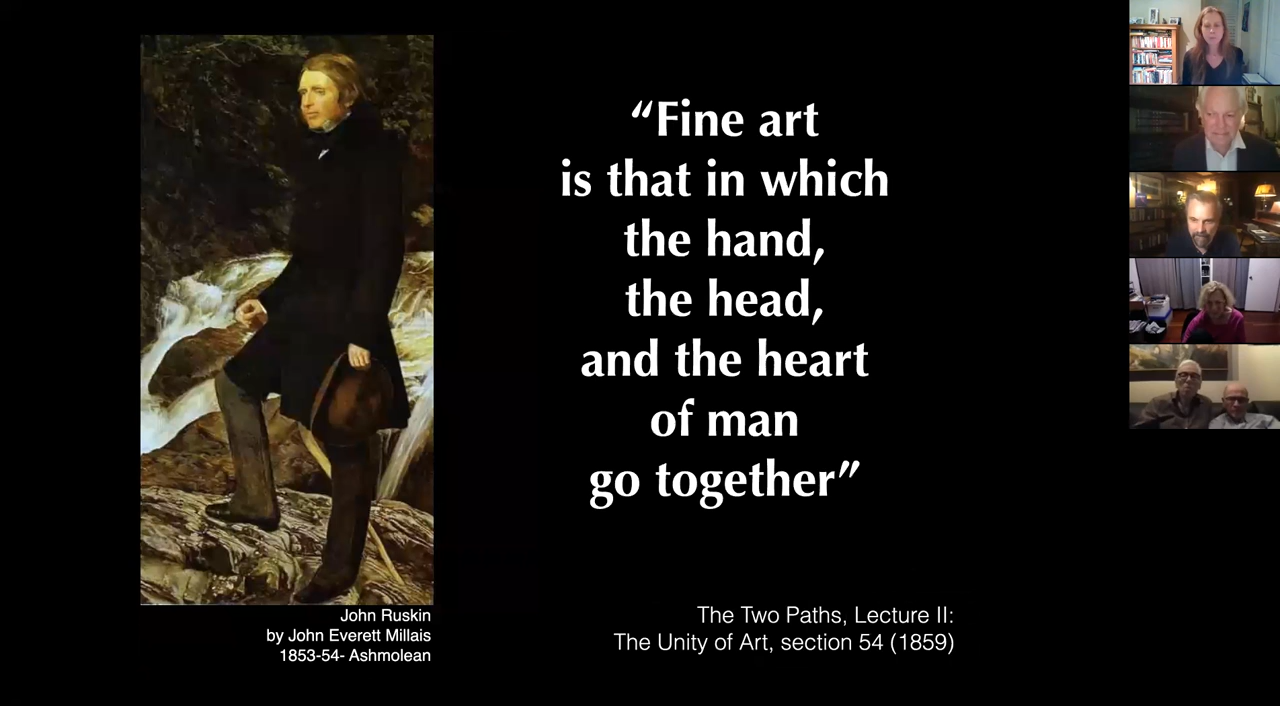 “Fine art
is that in which
the hand,
the head,
and the heart
of man
go together”
John Ruskin
by John Everett Millais
1853-54- Ashmolean
The Two Paths, Lecture II:
The Unity of Art, section 54 (1859)